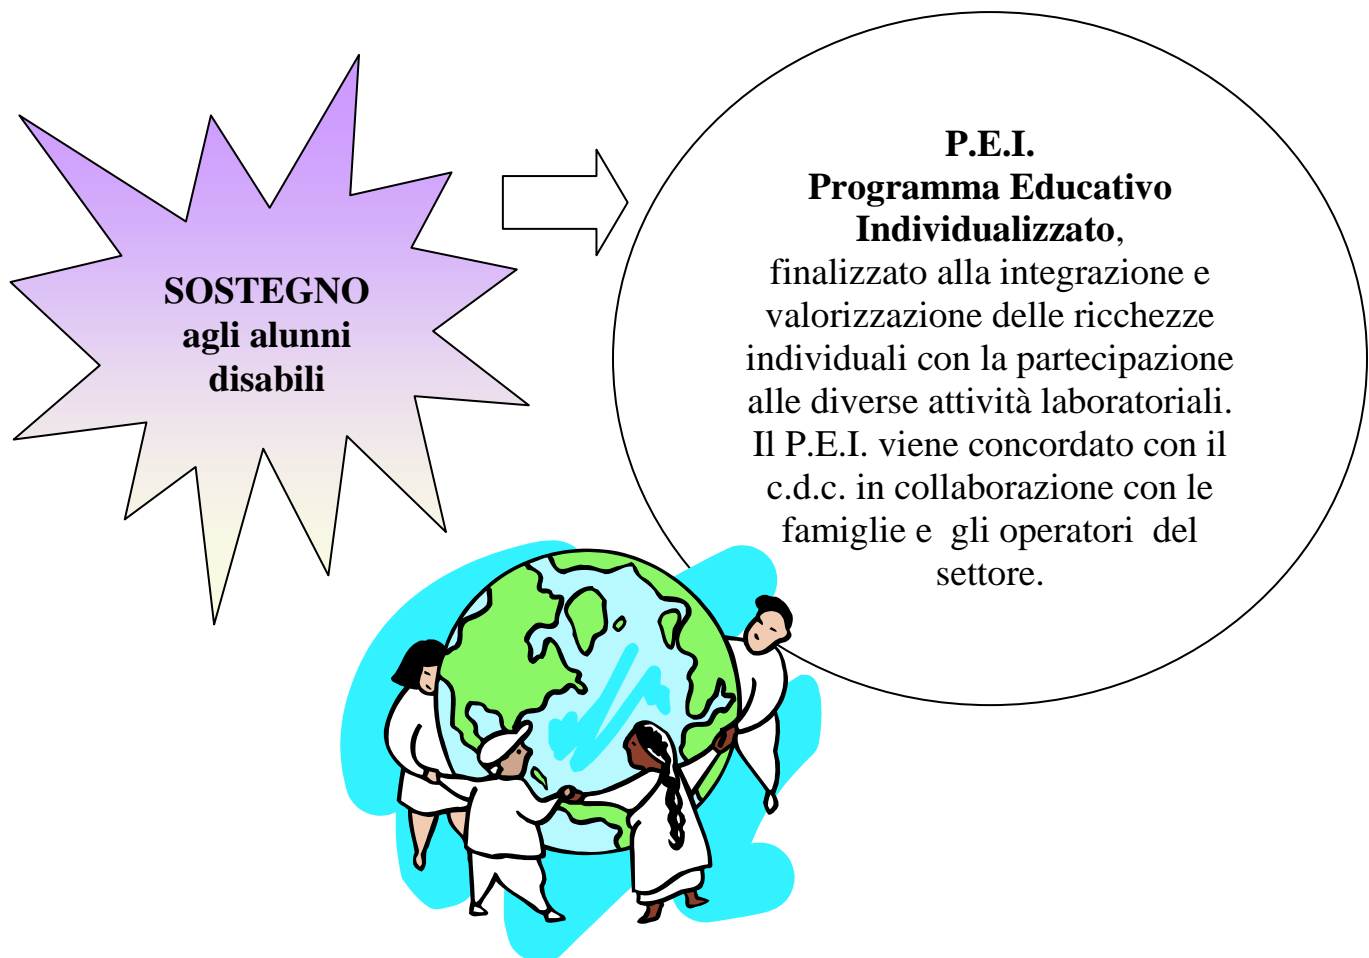 SOSTEGNO
agli alunni
disabili
P.E.I.
Programma Educativo
Individualizzato,
finalizzato alla integrazione e
valorizzazione delle ricchezze
individuali con la partecipazione
alle diverse attività laboratoriali.
Il P.E.I. viene concordato con il
c.d.c. in collaborazione con le
famiglie e  gli operatori  del
settore.